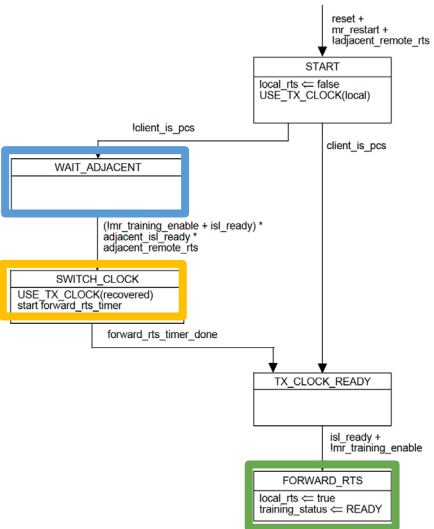 reset +
mr_restart +
!adjacent_remote_rts
START
local_rts ⇐ false
USE_TX_CLOCK(local)
!client_is_pcs
client_is_pcs
WAIT_ADJACENT
(!mr_training_enable + isl_ready) *
adjacent_isl_ready *
adjacent_remote_rts
SWITCH_CLOCK
USE_TX_CLOCK(recovered)
start forward_rts_timer
forward_rts_timer_done
TX_CLOCK_READY
isl_ready +
!mr_training_enable
FORWARD_RTS
local_rts ⇐ true
training_status ⇐ READY